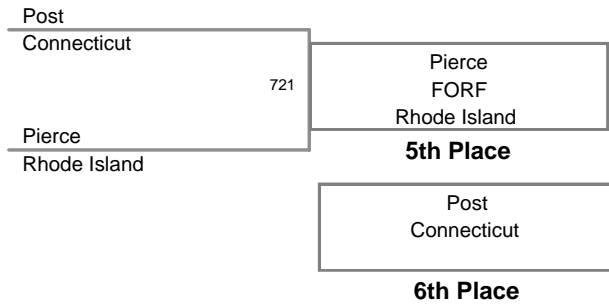 Post
Connecticut
721
Pierce
Rhode Island
Pierce
FORF
Rhode Island
5th Place
Post
Connecticut
6th Place